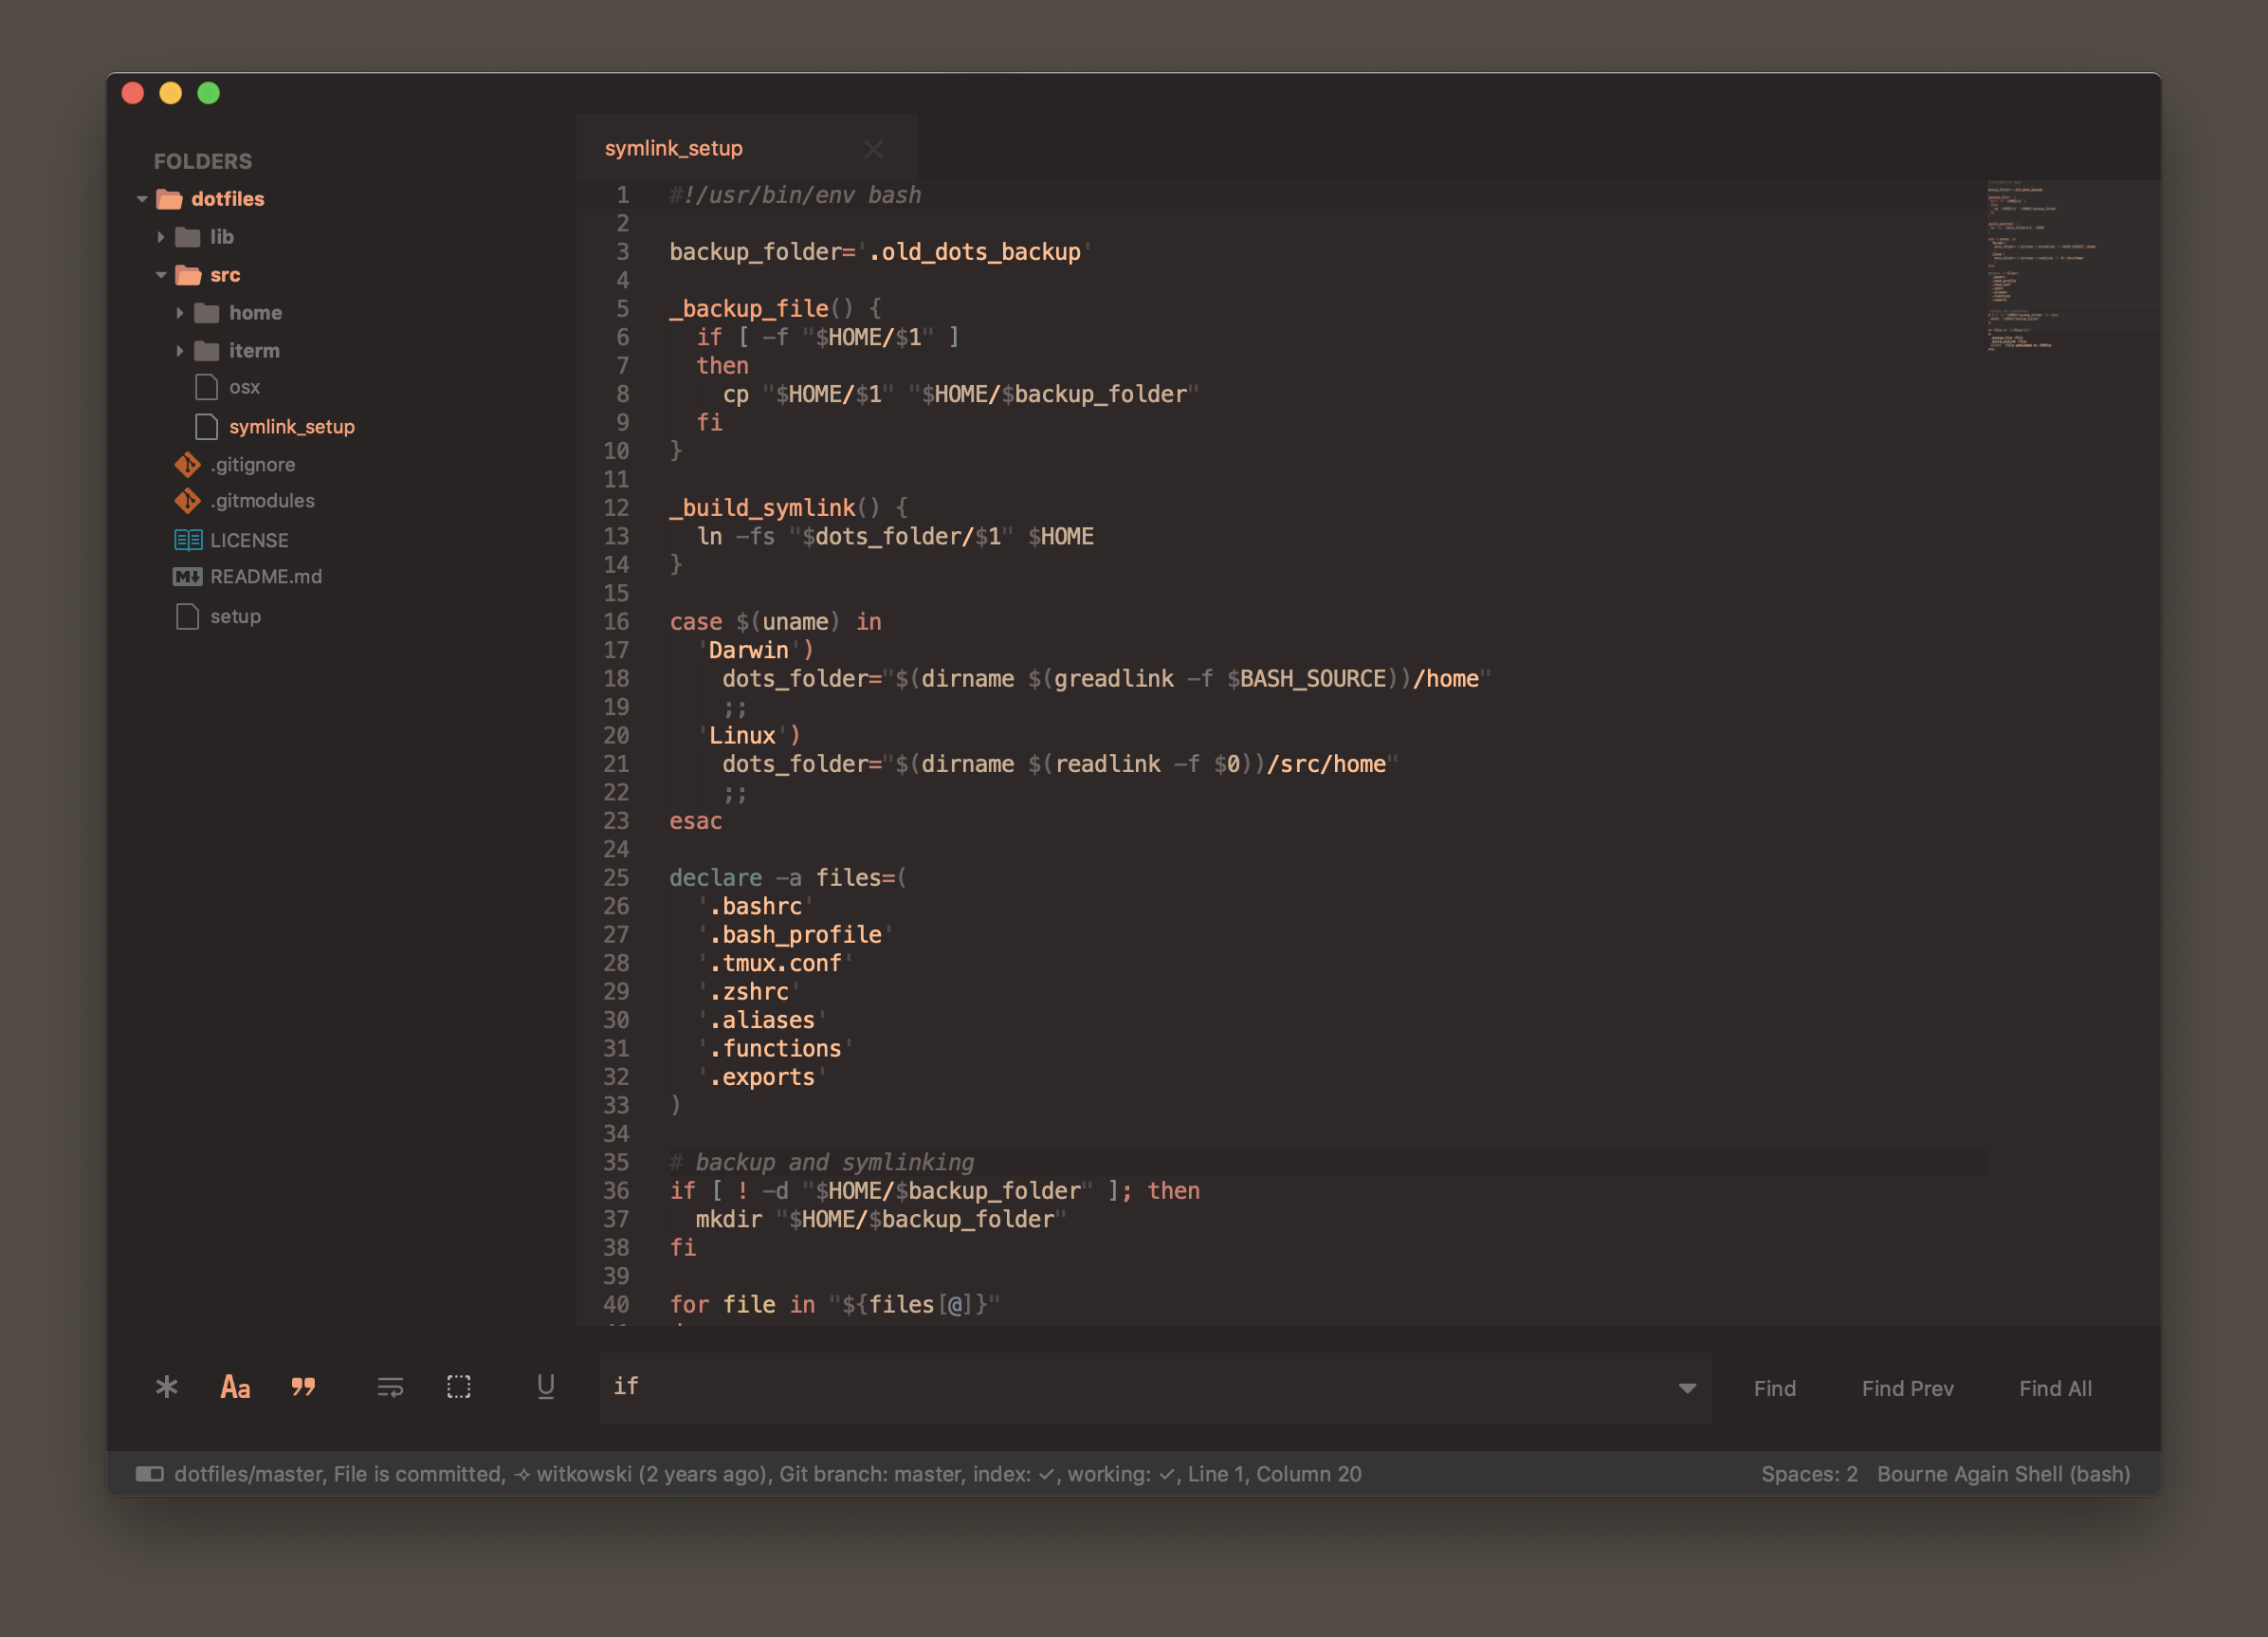 FOLDERS
dotfiles
lib
src
home
iterm
osx
symlink_setup
.gitignore
.gitmodules
LICENSE
README.md
setup
symlink_setup
1 #!/usr/bin/env bash
2
3 backup_folder='.old_dots_backup'
4
5 _backup_file() {
6   if [ -f "$HOME/$1" ]
7   then
8     cp "$HOME/$1" "$HOME/$backup_folder"
9   fi
10 }
11
12 _build_symlink() {
13   ln -fs "$dots_folder/$1" $HOME
14 }
15
16 case $(uname) in
17   'Darwin')
18     dots_folder="$(dirname $(greadlink -f $BASH_SOURCE))/home"
19     ;;
20   'Linux')
21     dots_folder="$(dirname $(readlink -f $0))/src/home"
22     ;;
23 esac
24
25 declare -a files=(
26   '.bashrc'
27   '.bash_profile'
28   '.tmux.conf'
29   '.zshrc'
30   '.aliases'
31   '.functions'
32   '.exports'
33 )
34
35 # backup and symlinking
36 if [ ! -d "$HOME/$backup_folder" ]; then
37   mkdir "$HOME/$backup_folder"
38 fi
39
40 for file in "${files[@]}"
Aa
if
Find
Find Prev
Find All
dotfiles/master, File is committed, ⟢ witkowski (2 years ago), Git branch: master, index: ✓, working: ✓, Line 1, Column 20
Spaces: 2
Bourne Again Shell (bash)